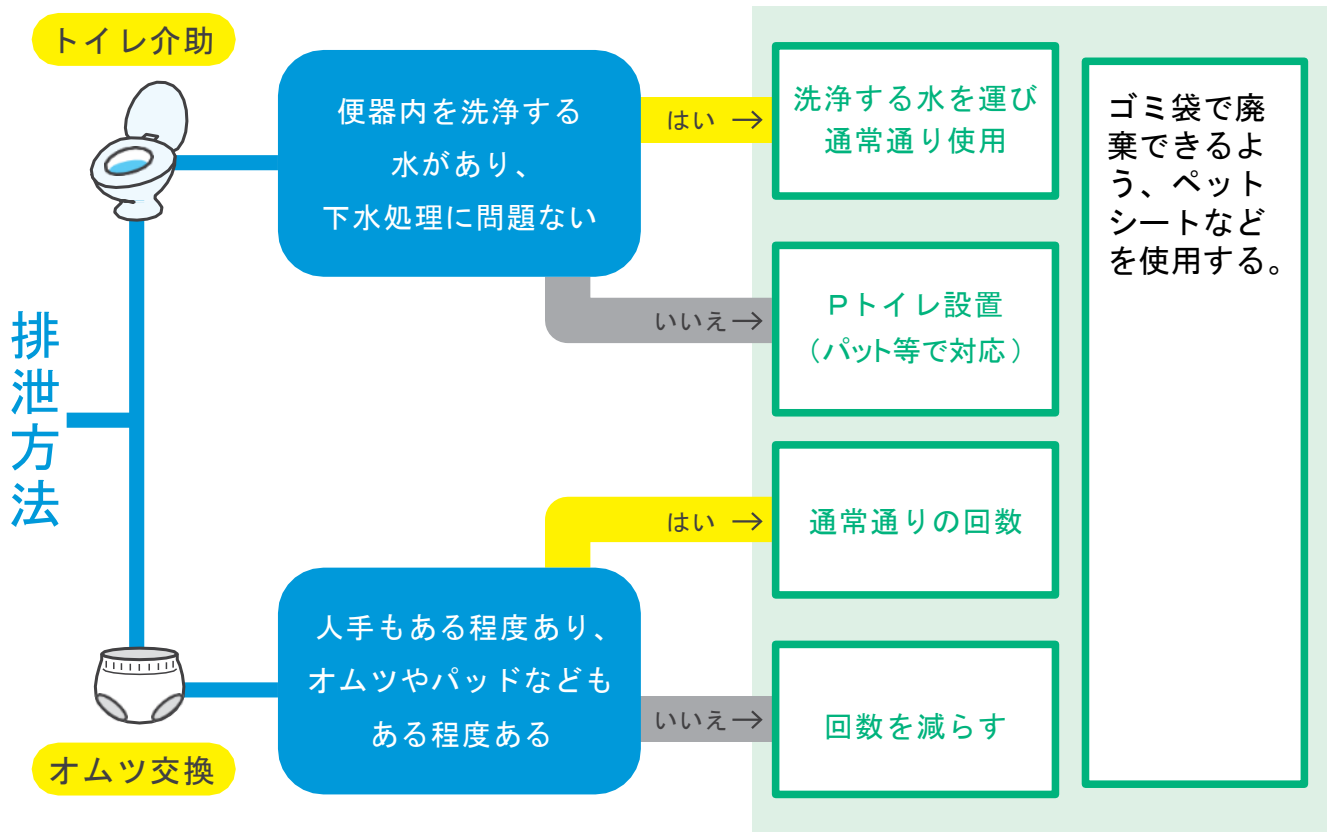 排泄方法
トイレ介助
便器内を洗浄する
水があり、
下水処理に問題ない
はい →
洗浄する水を運び
通常通り使用
いいえ→
Pトイレ設置
(パット等で対応)
オムツ交換
人手もある程度あり、
オムツやパッドなども
ある程度ある
はい →
通常通りの回数
いいえ→
回数を減らす
ゴミ袋で廃
棄できるよ
う、ペット
シートなど
を使用する。